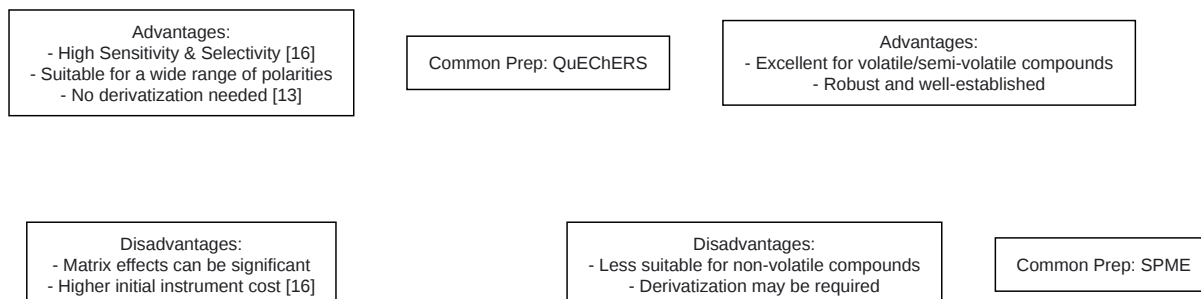 Advantages:
- High Sensitivity & Selectivity [16]
- Suitable for a wide range of polarities
- No derivatization needed [13]
Common Prep: QuEChERS
Advantages:
- Excellent for volatile/semi-volatile compounds
- Robust and well-established
Disadvantages:
- Matrix effects can be significant
- Higher initial instrument cost [16]
Disadvantages:
- Less suitable for non-volatile compounds
- Derivatization may be required
Common Prep: SPME